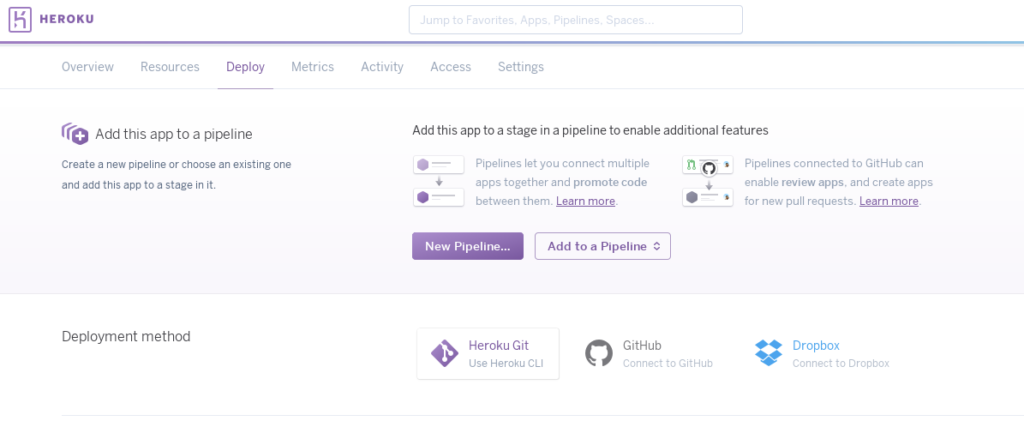 HEROKU
Jump to Favorites, Apps, Pipelines, Spaces...
Overview Resources Deploy Metrics Activity Access Settings
Add this app to a pipeline
Create a new pipeline or choose an existing one
and add this app to a stage in it.
Add this app to a stage in a pipeline to enable additional features
Pipelines let you connect multiple
apps together and promote code
between them. Learn more.
Pipelines connected to GitHub can
enable review apps, and create apps
for new pull requests. Learn more.
New Pipeline...
Add to a Pipeline
Deployment method
Heroku Git
Use Heroku CLI
GitHub
Connect to GitHub
Dropbox
Connect to Dropbox